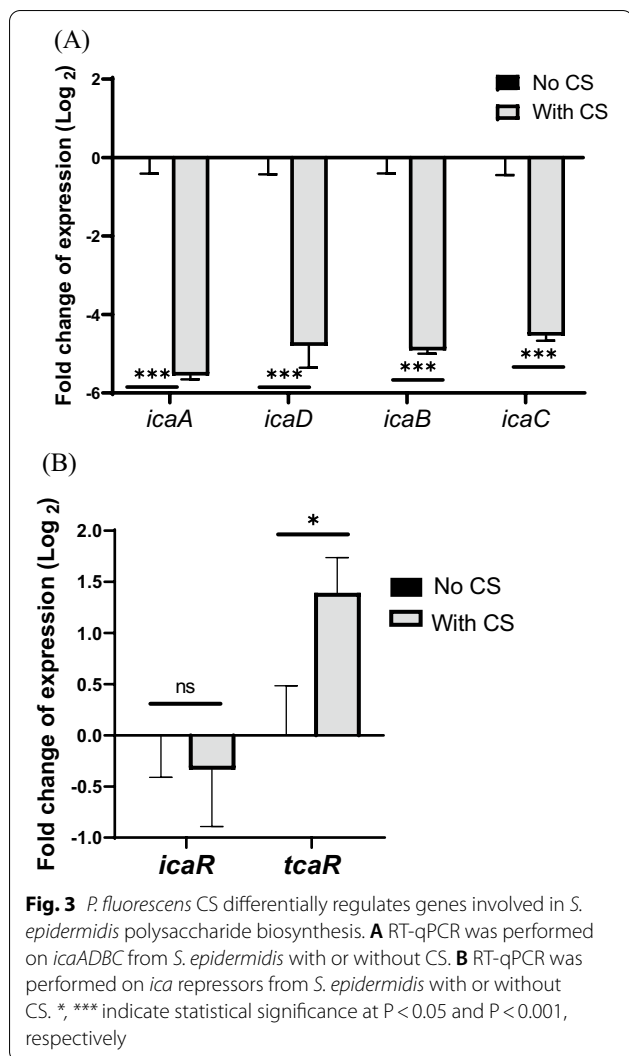 (A)
Fold change of expression (Log 2)
2
0
-2
-4
-6
No CS
With CS
*** *** *** ***
icaA icaD icaB icaC
(B)
Fold change of expression (Log 2)
2.0
1.5
1.0
0.5
0.0
-0.5
-1.0
ns
*
No CS
With CS
icaR tcaR
Fig. 3 P. fluorescens CS differentially regulates genes involved in S.
epidermidis polysaccharide biosynthesis. A RT-qPCR was performed
on icaADBC from S. epidermidis with or without CS. B RT-qPCR was
performed on ica repressors from S. epidermidis with or without
CS. *, *** indicate statistical significance at P < 0.05 and P < 0.001,
respectively